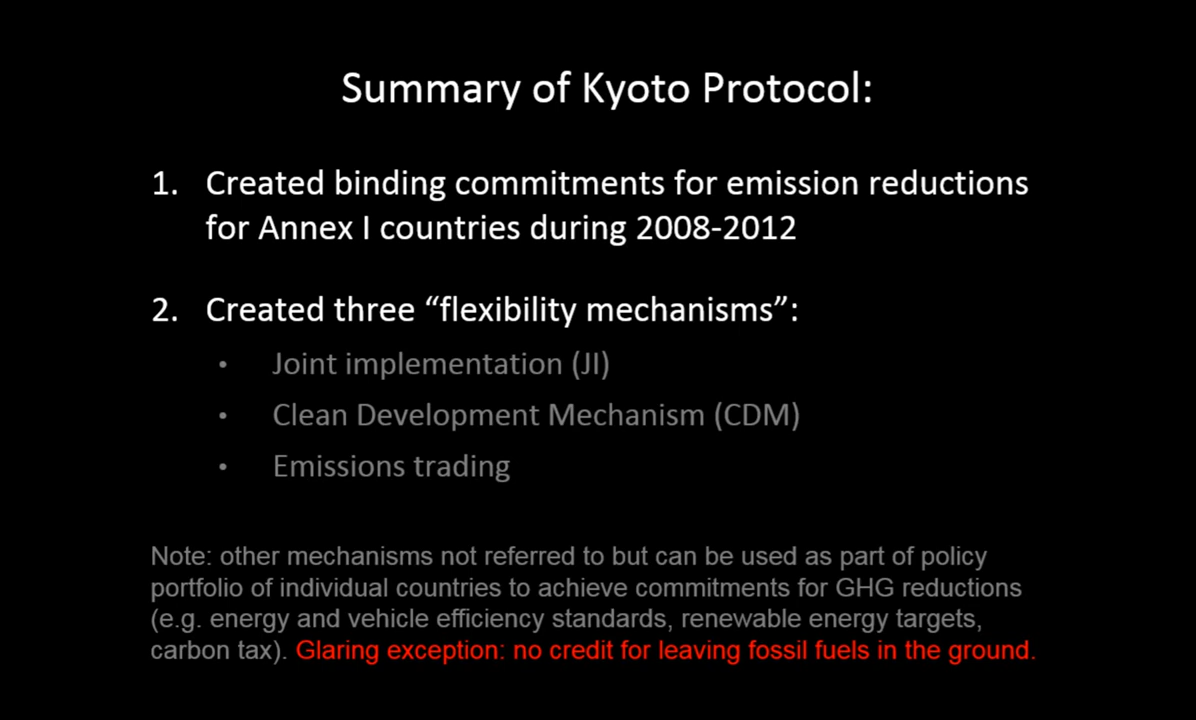 Summary of Kyoto Protocol:
1. Created binding commitments for emission reductions
for Annex I countries during 2008-2012
2. Created three “flexibility mechanisms”:
• Joint implementation (JI)
• Clean Development Mechanism (CDM)
• Emissions trading
Note: other mechanisms not referred to but can be used as part of policy
portfolio of individual countries to achieve commitments for GHG reductions
(e.g. energy and vehicle efficiency standards, renewable energy targets,
carbon tax). Glaring exception: no credit for leaving fossil fuels in the ground.